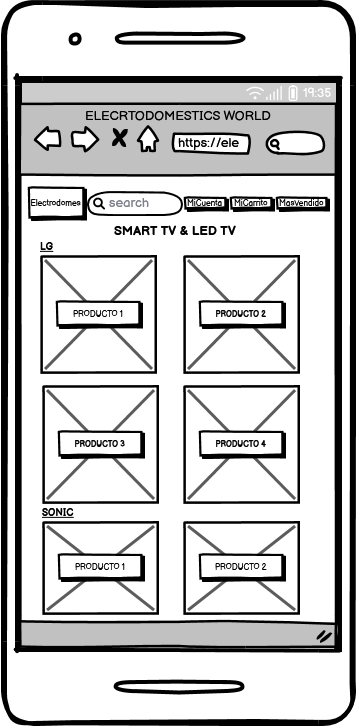 19:35
ELECRTODOMESTICS WORLD
https://ele
Electrodomes search MiCuenta MiCarrito MasVendido
SMART TV & LED TV
LG
PRODUCTO 1 PRODUCTO 2
PRODUCTO 3 PRODUCTO 4
SONIC
PRODUCTO 1 PRODUCTO 2